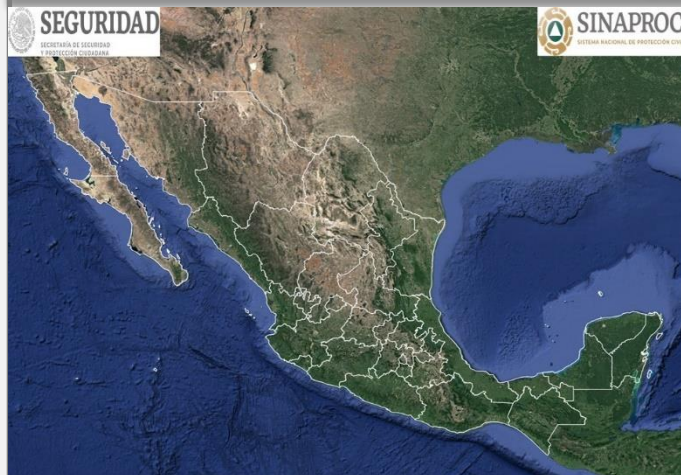 SEGURIDAD
SECRETARÍA DE SEGURIDAD
Y PROTECCIÓN CIUDADANA
SINAPROC
SISTEMA NACIONAL DE PROTECCIÓN CIVIL